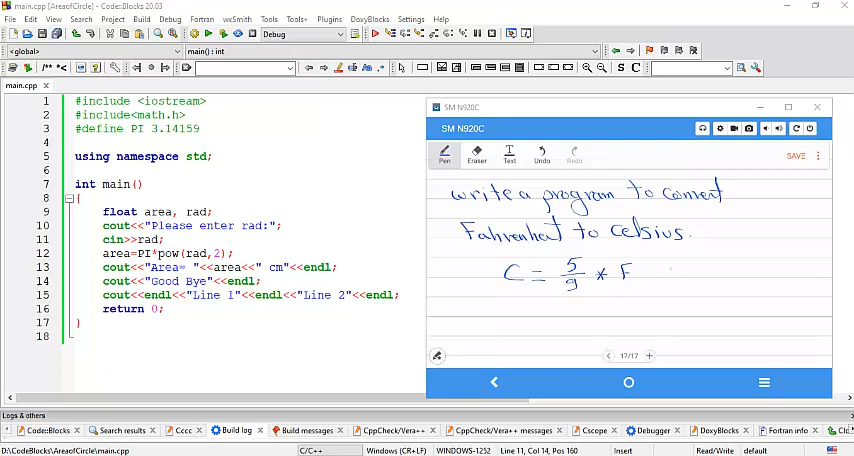 main.cpp [AreaofCircle] - Code::Blocks 20.03
File Edit View Search Project Build Debug Fortran wxSmith Tools Tools+ Plugins DoxyBlocks Settings Help
Debug
<global> main() : int
main.cpp
1 #include <iostream>
2 #include<math.h>
3 #define PI 3.14159
4
5 using namespace std;
6
7 int main()
8 {
9 float area, rad;
10 cout<<"Please enter rad:";
11 cin>>rad;
12 area=PI*pow(rad,2);
13 cout<<"Area= "<<area<<" cm"<<endl;
14 cout<<"Good Bye"<<endl;
15 cout<<endl<<"Line 1"<<endl<<"Line 2"<<endl;
16 return 0;
17 }
18
SM N920C
SM N920C
Pen Eraser Text Undo Redo SAVE
write a program to convert
Fahrenheit to Celsius.
C = 5/9 * F
17/17
Logs & others
Code::Blocks Search results Cccc Build log Build messages CppCheck/Vera++ CppCheck/Vera++ messages Cscope Debugger DoxyBlocks Fortran info Clo
D:\CodeBlocks\AreaofCircle\main.cpp C/C++ Windows (CR+LF) WINDOWS-1252 Line 11, Col 14, Pos 160 Insert Read/Write default